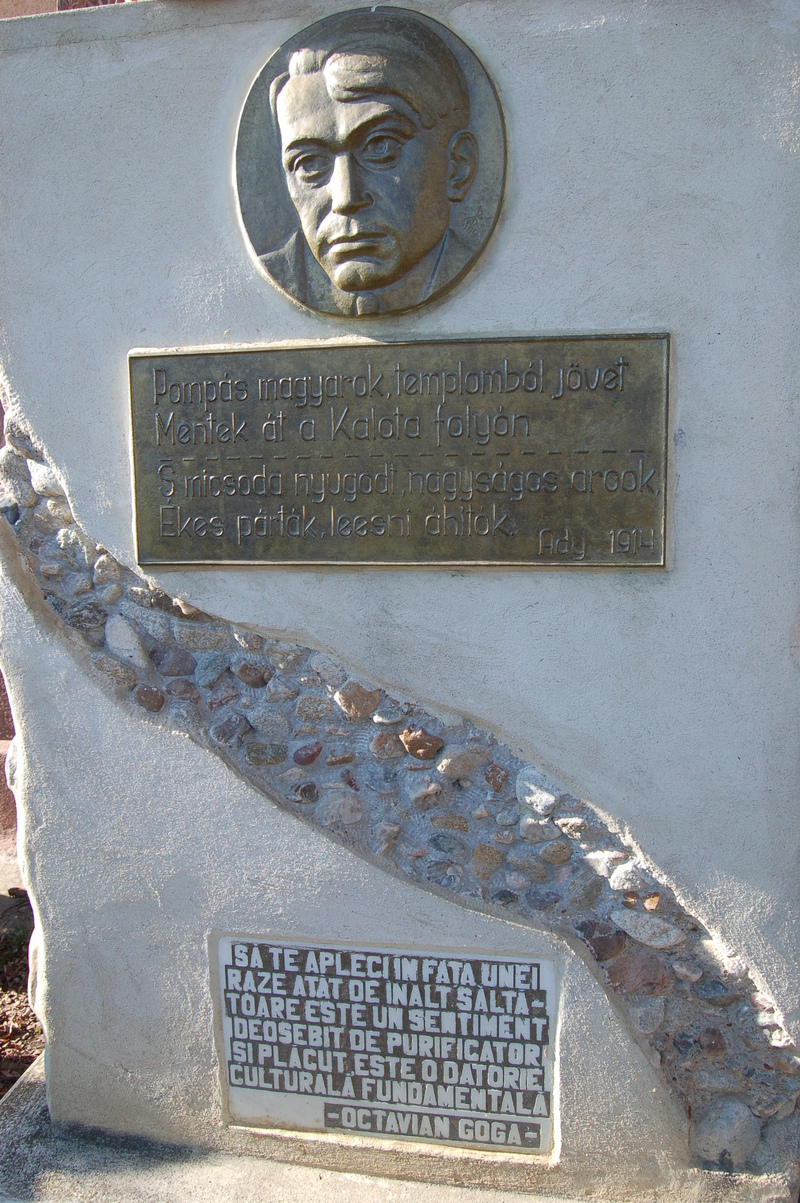 Pompás magyarok, templomból jövet
Mentek át a Kalota folyón
S micsoda nyugodt, nagyságos arcok,
Ékes párták, leesni áhítók.
Ady 1914
SĂ TE APLECI ÎN FAȚA UNEI
RAZE ATÂT DE ÎNALT SĂLTĂ-
TOARE ESTE UN SENTIMENT
DEOSEBIT DE PURIFICATOR
ȘI PLĂCUT, ESTE O DATORIE
CULTURALĂ FUNDAMENTALĂ
-OCTAVIAN GOGA-